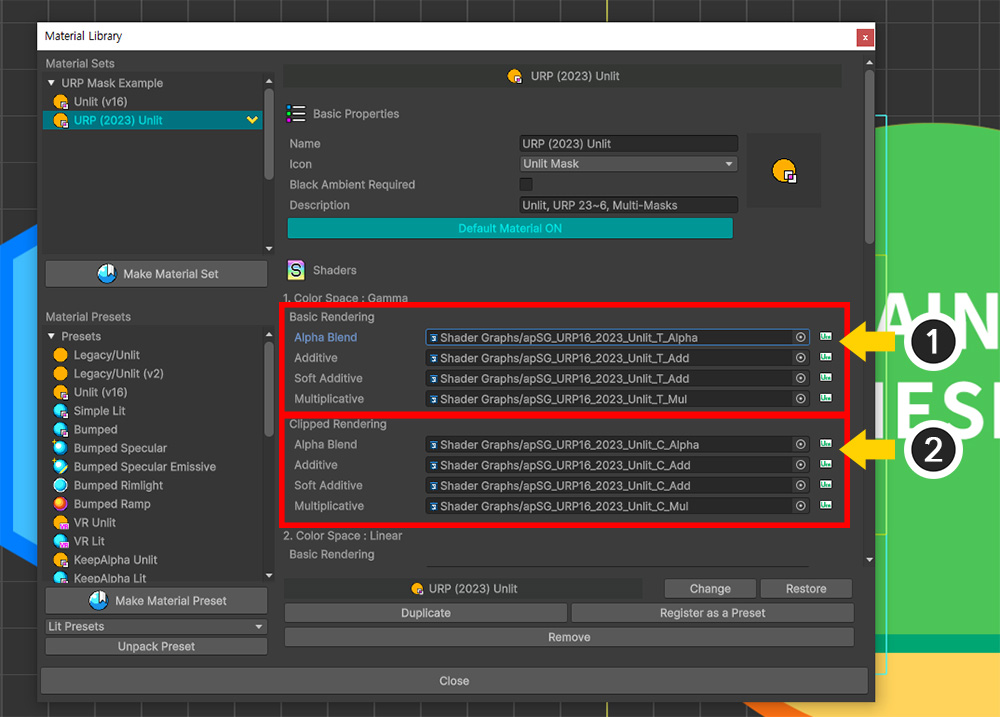 Material Library
x
Material Sets
URP Mask Example
Unlit (v16)
URP (2023) Unlit
Make Material Set
Material Presets
Presets
Legacy/Unlit
Legacy/Unlit (v2)
Unlit (v16)
Simple Lit
Bumped
Bumped Specular
Bumped Specular Emissive
Bumped Rimlight
Bumped Ramp
VR Unlit
VR Lit
KeepAlpha Unlit
KeepAlpha Lit
Make Material Preset
Lit Presets
Unpack Preset
URP (2023) Unlit
Basic Properties
Name URP (2023) Unlit
Icon Unlit Mask
Black Ambient Required
Description Unlit, URP 23~6, Multi-Masks
Default Material ON
S Shaders
1. Color Space : Gamma
Basic Rendering
Alpha Blend Shader Graphs/apSG_URP16_2023_Unlit_T_Alpha
Additive Shader Graphs/apSG_URP16_2023_Unlit_T_Add
Soft Additive Shader Graphs/apSG_URP16_2023_Unlit_T_Add
Multiplicative Shader Graphs/apSG_URP16_2023_Unlit_T_Mul
1
Clipped Rendering
Alpha Blend Shader Graphs/apSG_URP16_2023_Unlit_C_Alpha
Additive Shader Graphs/apSG_URP16_2023_Unlit_C_Add
Soft Additive Shader Graphs/apSG_URP16_2023_Unlit_C_Add
Multiplicative Shader Graphs/apSG_URP16_2023_Unlit_C_Mul
2
2. Color Space : Linear
Basic Rendering
URP (2023) Unlit
Change
Restore
Duplicate
Register as a Preset
Remove
Close